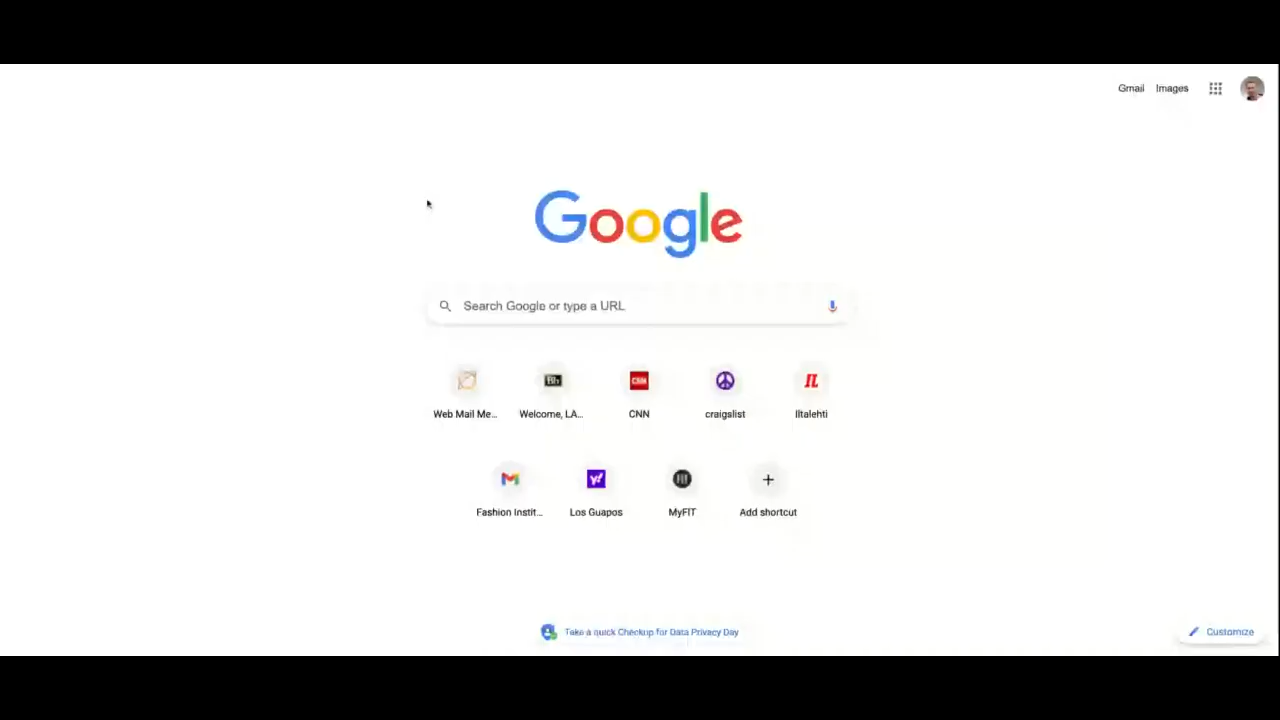 Gmail Images
Google
Search Google or type a URL
CNN
Web Mail Me... Welcome, LA... CNN craigslist Iltalehti
Fashion Instit... Los Guapos MyFIT Add shortcut
Take a quick Checkup for Data Privacy Day
Customize